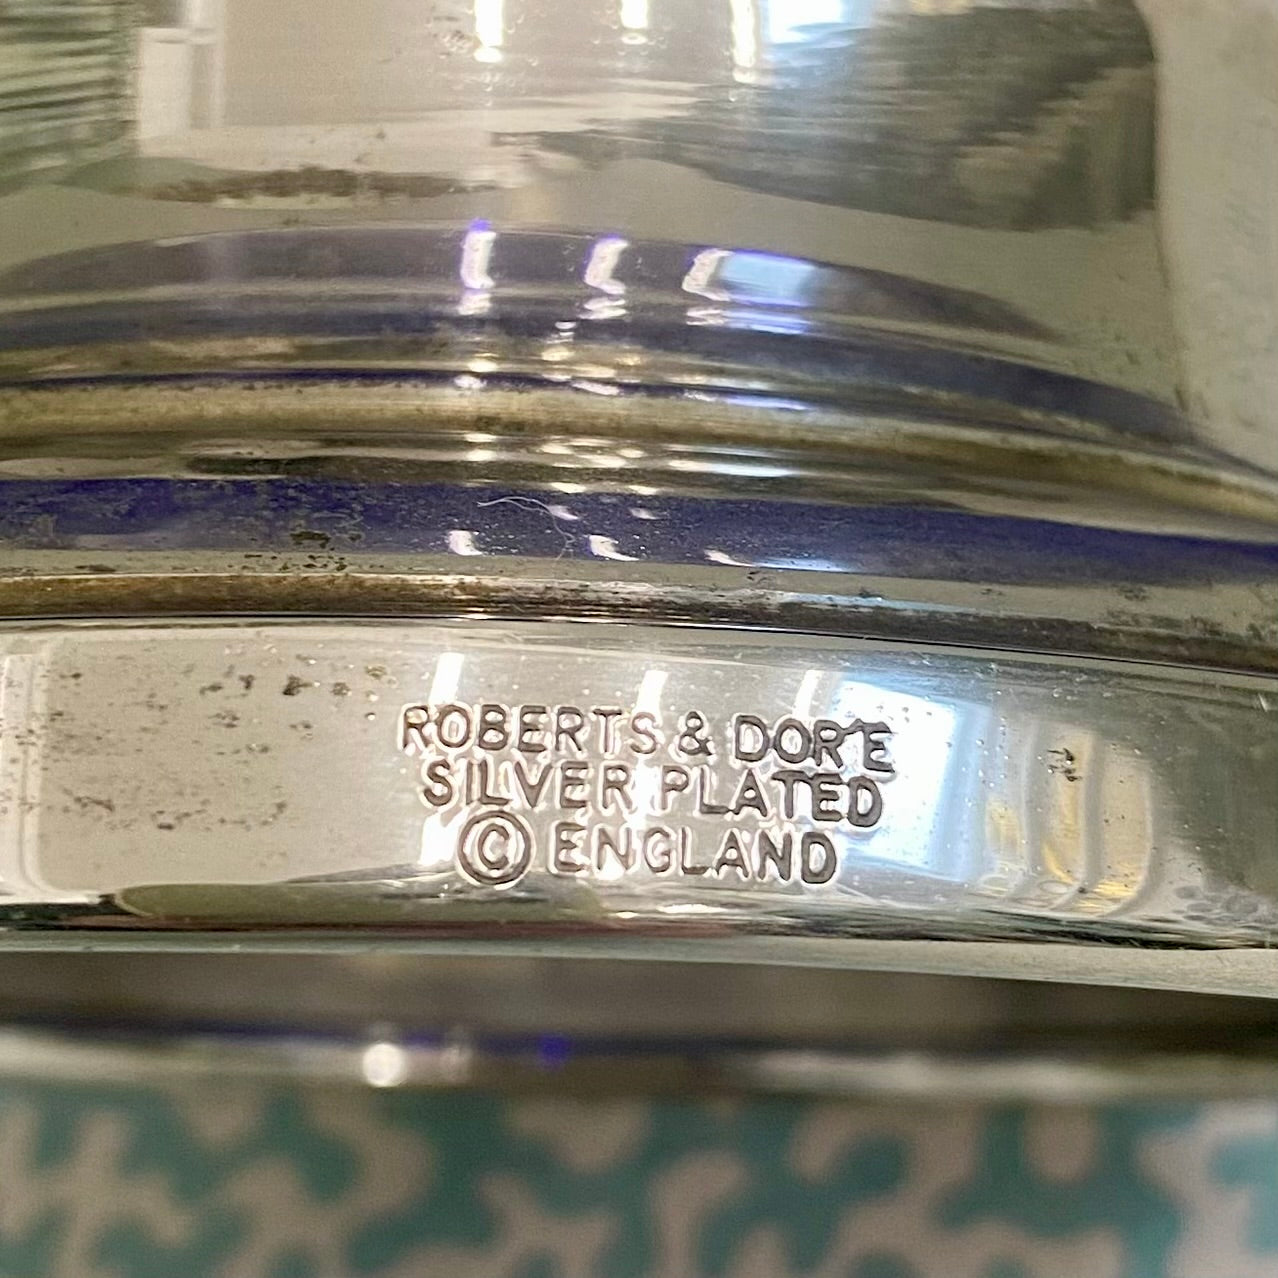 ROBERTS & DOR'E
SILVER PLATED
© ENGLAND